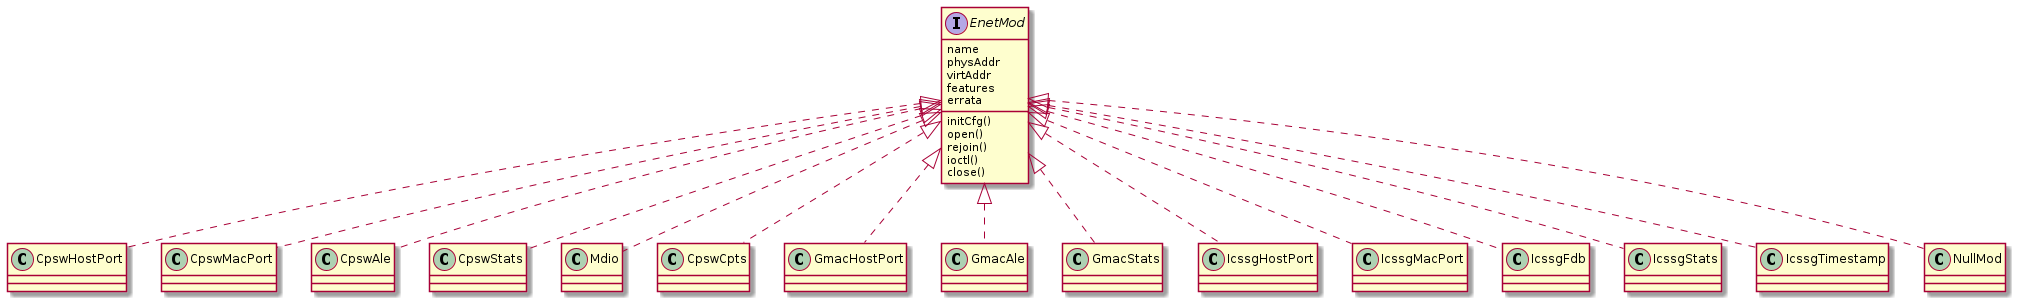 I EnetMod
name
physAddr
virtAddr
features
errata
initCfg()
open()
rejoin()
ioctl()
close()
C CpswHostPort
C CpswMacPort
C CpswAle
C CpswStats
C Mdio
C CpswCpts
C GmacHostPort
C GmacAle
C GmacStats
C IcssgHostPort
C IcssgMacPort
C IcssgFdb
C IcssgStats
C IcssgTimestamp
C NullMod